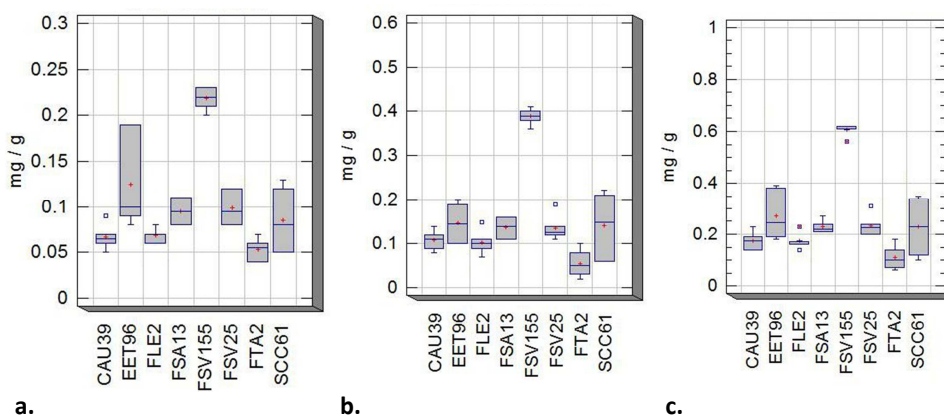 0.3
0.25
0.2
0.15
0.10
0.05
0
mg / g
CAU39
EET96
FLE2
FSA13
FSV155
FSV25
FTA2
SCC61
a.
0.6
0.4
0.3
0.2
0.1
0
mg / g
CAU39
EET96
FLE2
FSA13
FSV155
FSV25
FTA2
SCC61
b.
1
0.8
0.6
0.4
0.2
0
mg / g
CAU39
EET96
FLE2
FSA13
FSV155
FSV25
FTA2
SCC61
c.